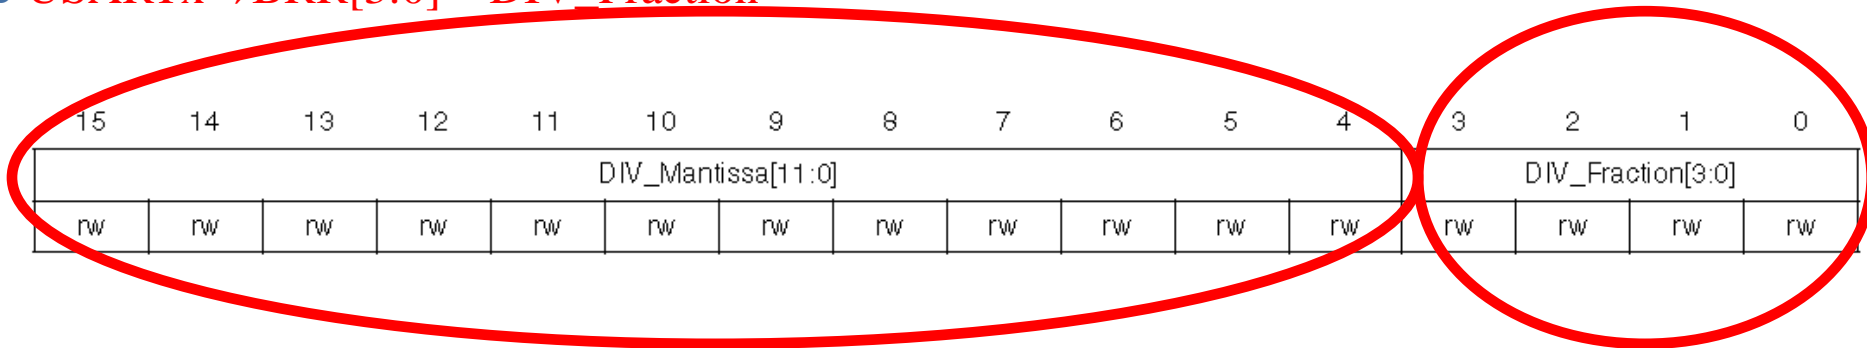 DIV_Fraction
15 14 13 12 11 10 9 8 7 6 5 4 3 2 1 0
DIV_Mantissa[11:0] DIV_Fraction[3:0]
rw rw rw rw rw rw rw rw rw rw rw rw rw rw rw rw